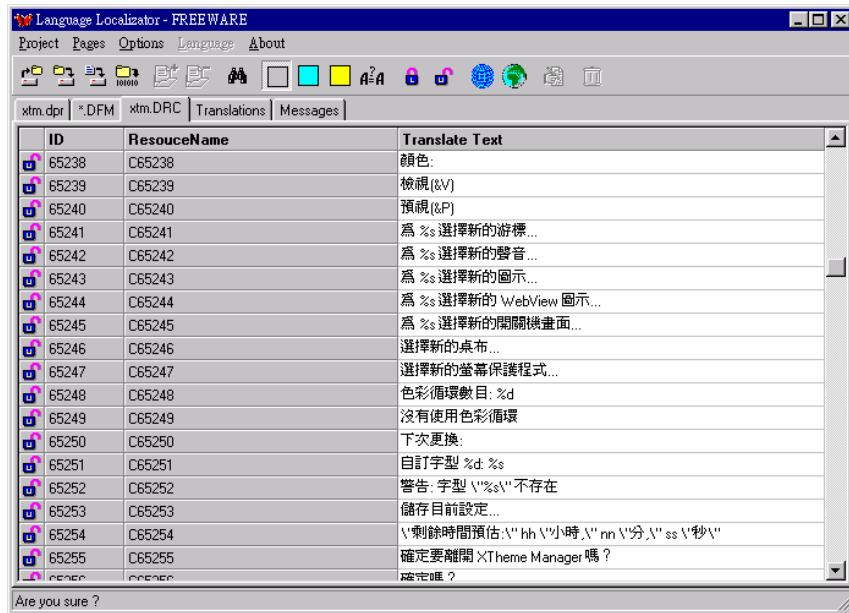 Language Localizator - FREEWARE
Project Pages Options Language About
xtm.dpr *.DFM xtm.DRC Translations Messages
ID ResouceName Translate Text
65238 C65238 顏色:
65239 C65239 檢視(&V)
65240 C65240 預視(&P)
65241 C65241 爲 %s 選擇新的游標...
65242 C65242 爲 %s 選擇新的聲音...
65243 C65243 爲 %s 選擇新的圖示...
65244 C65244 爲 %s 選擇新的 WebView 圖示...
65245 C65245 爲 %s 選擇新的開關機畫面...
65246 C65246 選擇新的桌布...
65247 C65247 選擇新的螢幕保護程式...
65248 C65248 色彩循環數目: %d
65249 C65249 沒有使用色彩循環
65250 C65250 下次更換:
65251 C65251 自訂字型 %d: %s
65252 C65252 警告: 字型 \"%s\" 不存在
65253 C65253 儲存目前設定...
65254 C65254 \"剩餘時間預估:\" hh \"小時,\" nn \"分,\" ss \"秒\"
65255 C65255 確定要離開 XTheme Manager 嗎？
Are you sure ?